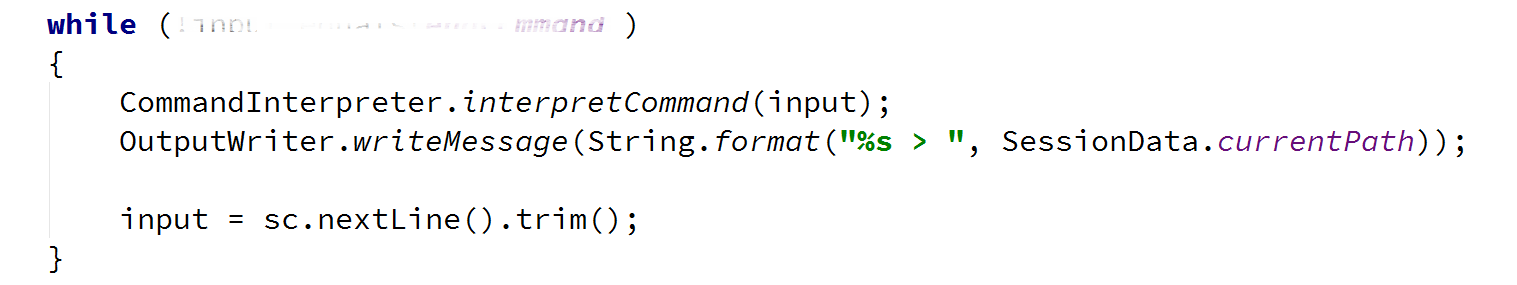 while ( )
{
CommandInterpreter.interpretCommand(input);
OutputWriter.writeMessage(String.format("%s > ", SessionData.currentPath));
input = sc.nextLine().trim();
}